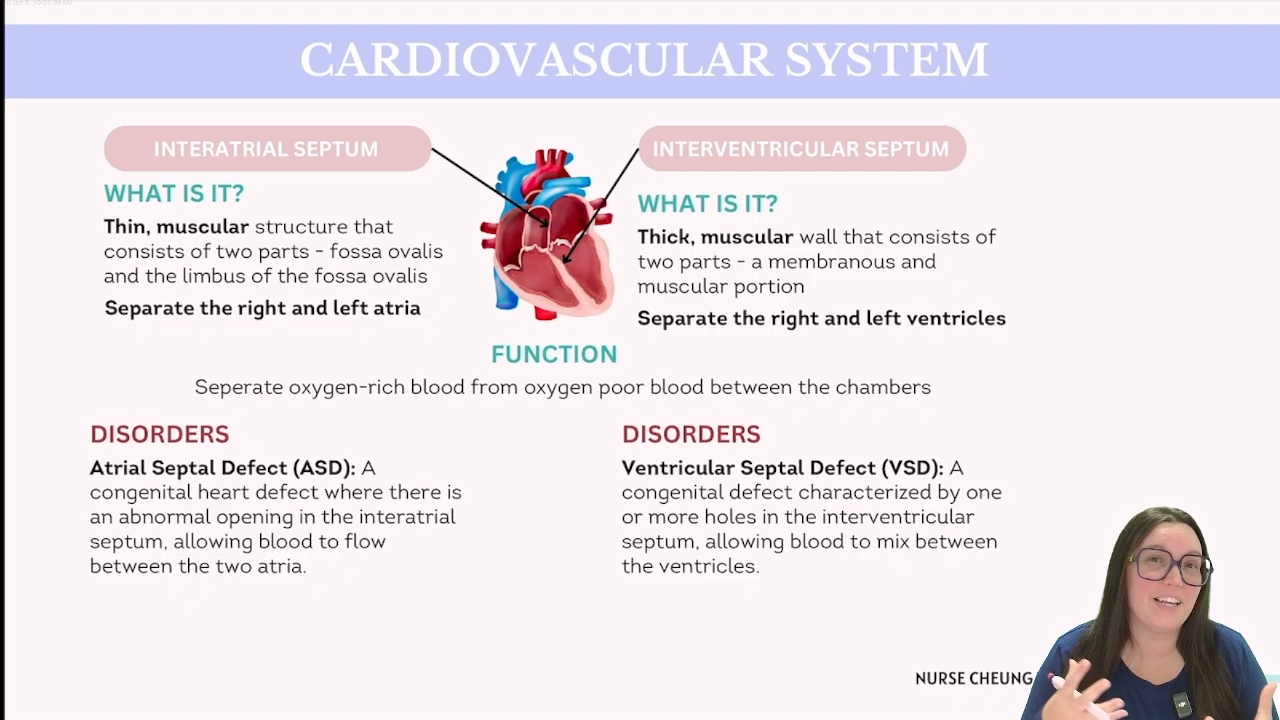 10:01:38 AM
CARDIOVASCULAR SYSTEM
INTERATRIAL SEPTUM
WHAT IS IT?
Thin, muscular structure that
consists of two parts - fossa ovalis
and the limbus of the fossa ovalis
Separate the right and left atria
INTERVENTRICULAR SEPTUM
WHAT IS IT?
Thick, muscular wall that consists of
two parts - a membranous and
muscular portion
Separate the right and left ventricles
FUNCTION
Seperate oxygen-rich blood from oxygen poor blood between the chambers
DISORDERS
Atrial Septal Defect (ASD): A
congenital heart defect where there is
an abnormal opening in the interatrial
septum, allowing blood to flow
between the two atria.
DISORDERS
Ventricular Septal Defect (VSD): A
congenital defect characterized by one
or more holes in the interventricular
septum, allowing blood to mix between
the ventricles.
NURSE CHEUNG